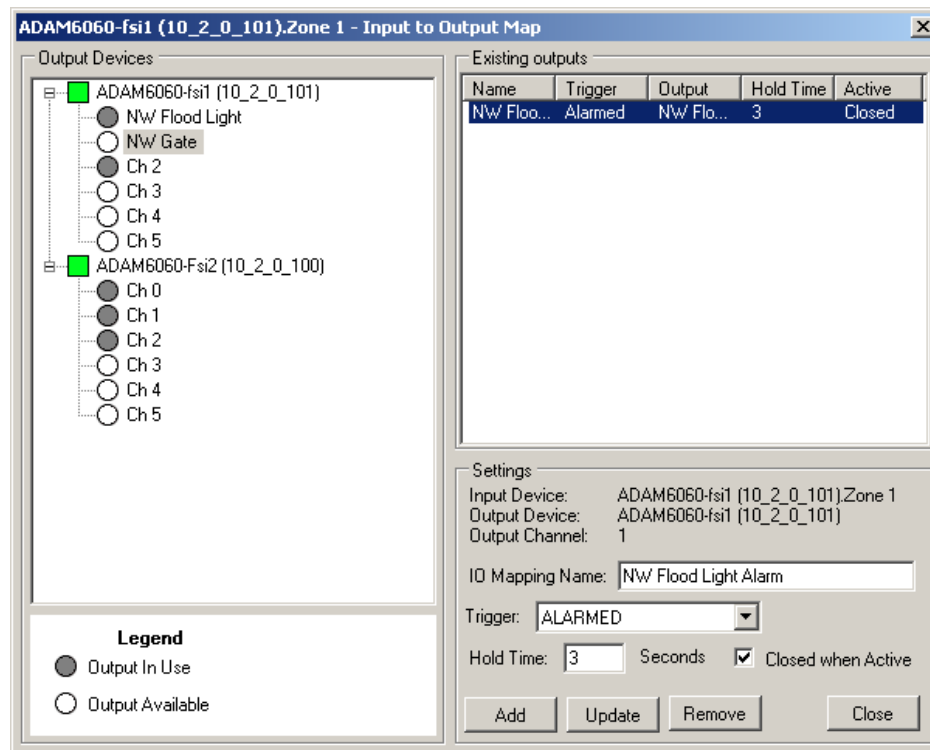 ADAM6060-fsi1 (10_2_0_101).Zone 1 - Input to Output Map
Output Devices
ADAM6060-fsi1 (10_2_0_101)
NW Flood Light
NW Gate
Ch 2
Ch 3
Ch 4
Ch 5
ADAM6060-Fsi2 (10_2_0_100)
Ch 0
Ch 1
Ch 2
Ch 3
Ch 4
Ch 5
Legend
Output In Use
Output Available
Existing outputs
Name Trigger Output Hold Time Active
NW Floo... Alarmed NW Flo... 3 Closed
Settings
Input Device: ADAM6060-fsi1 (10_2_0_101).Zone 1
Output Device: ADAM6060-fsi1 (10_2_0_101)
Output Channel: 1
IO Mapping Name: NW Flood Light Alarm
Trigger: ALARMED
Hold Time: 3 Seconds Closed when Active
Add Update Remove Close